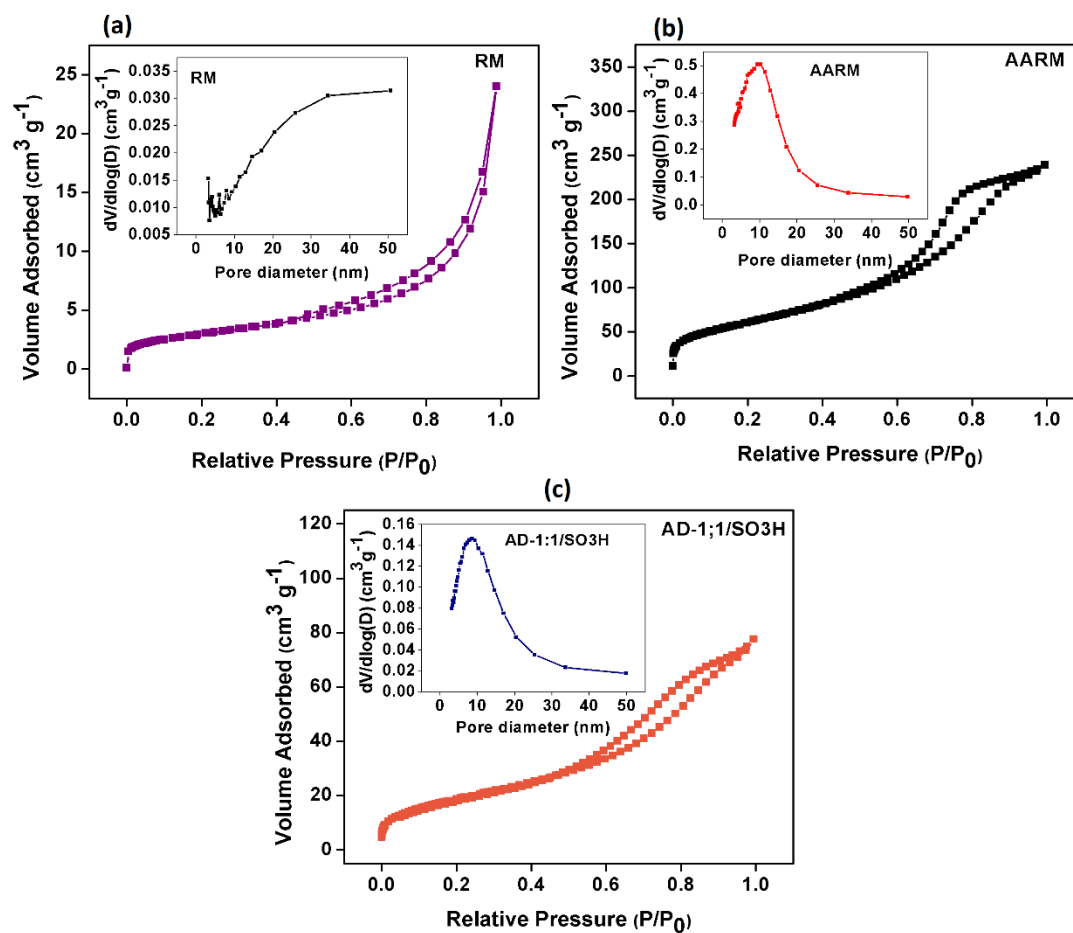 (a)
RM
Volume Adsorbed (cm³ g⁻¹)
25
20
15
10
5
0
0.0 0.2 0.4 0.6 0.8 1.0
Relative Pressure (P/P₀)
RM
dV/dlog(D) (cm³g⁻¹)
0.035
0.030
0.025
0.020
0.015
0.010
0.005
0 10 20 30 40 50
Pore diameter (nm)
(b)
AARM
Volume Adsorbed (cm³ g⁻¹)
350
300
250
200
150
100
50
0
0.0 0.2 0.4 0.6 0.8 1.0
Relative Pressure (P/P₀)
AARM
dV/dlog(D) (cm³g⁻¹)
0.5
0.4
0.3
0.2
0.1
0.0
0 10 20 30 40 50
Pore diameter (nm)
(c)
AD-1;1/SO3H
Volume Adsorbed (cm³ g⁻¹)
120
100
80
60
40
20
0
0.0 0.2 0.4 0.6 0.8 1.0
Relative Pressure (P/P₀)
AD-1:1/SO3H
dV/dlog(D) (cm³g⁻¹)
0.16
0.14
0.12
0.10
0.08
0.06
0.04
0.02
0.00
0 10 20 30 40 50
Pore diameter (nm)